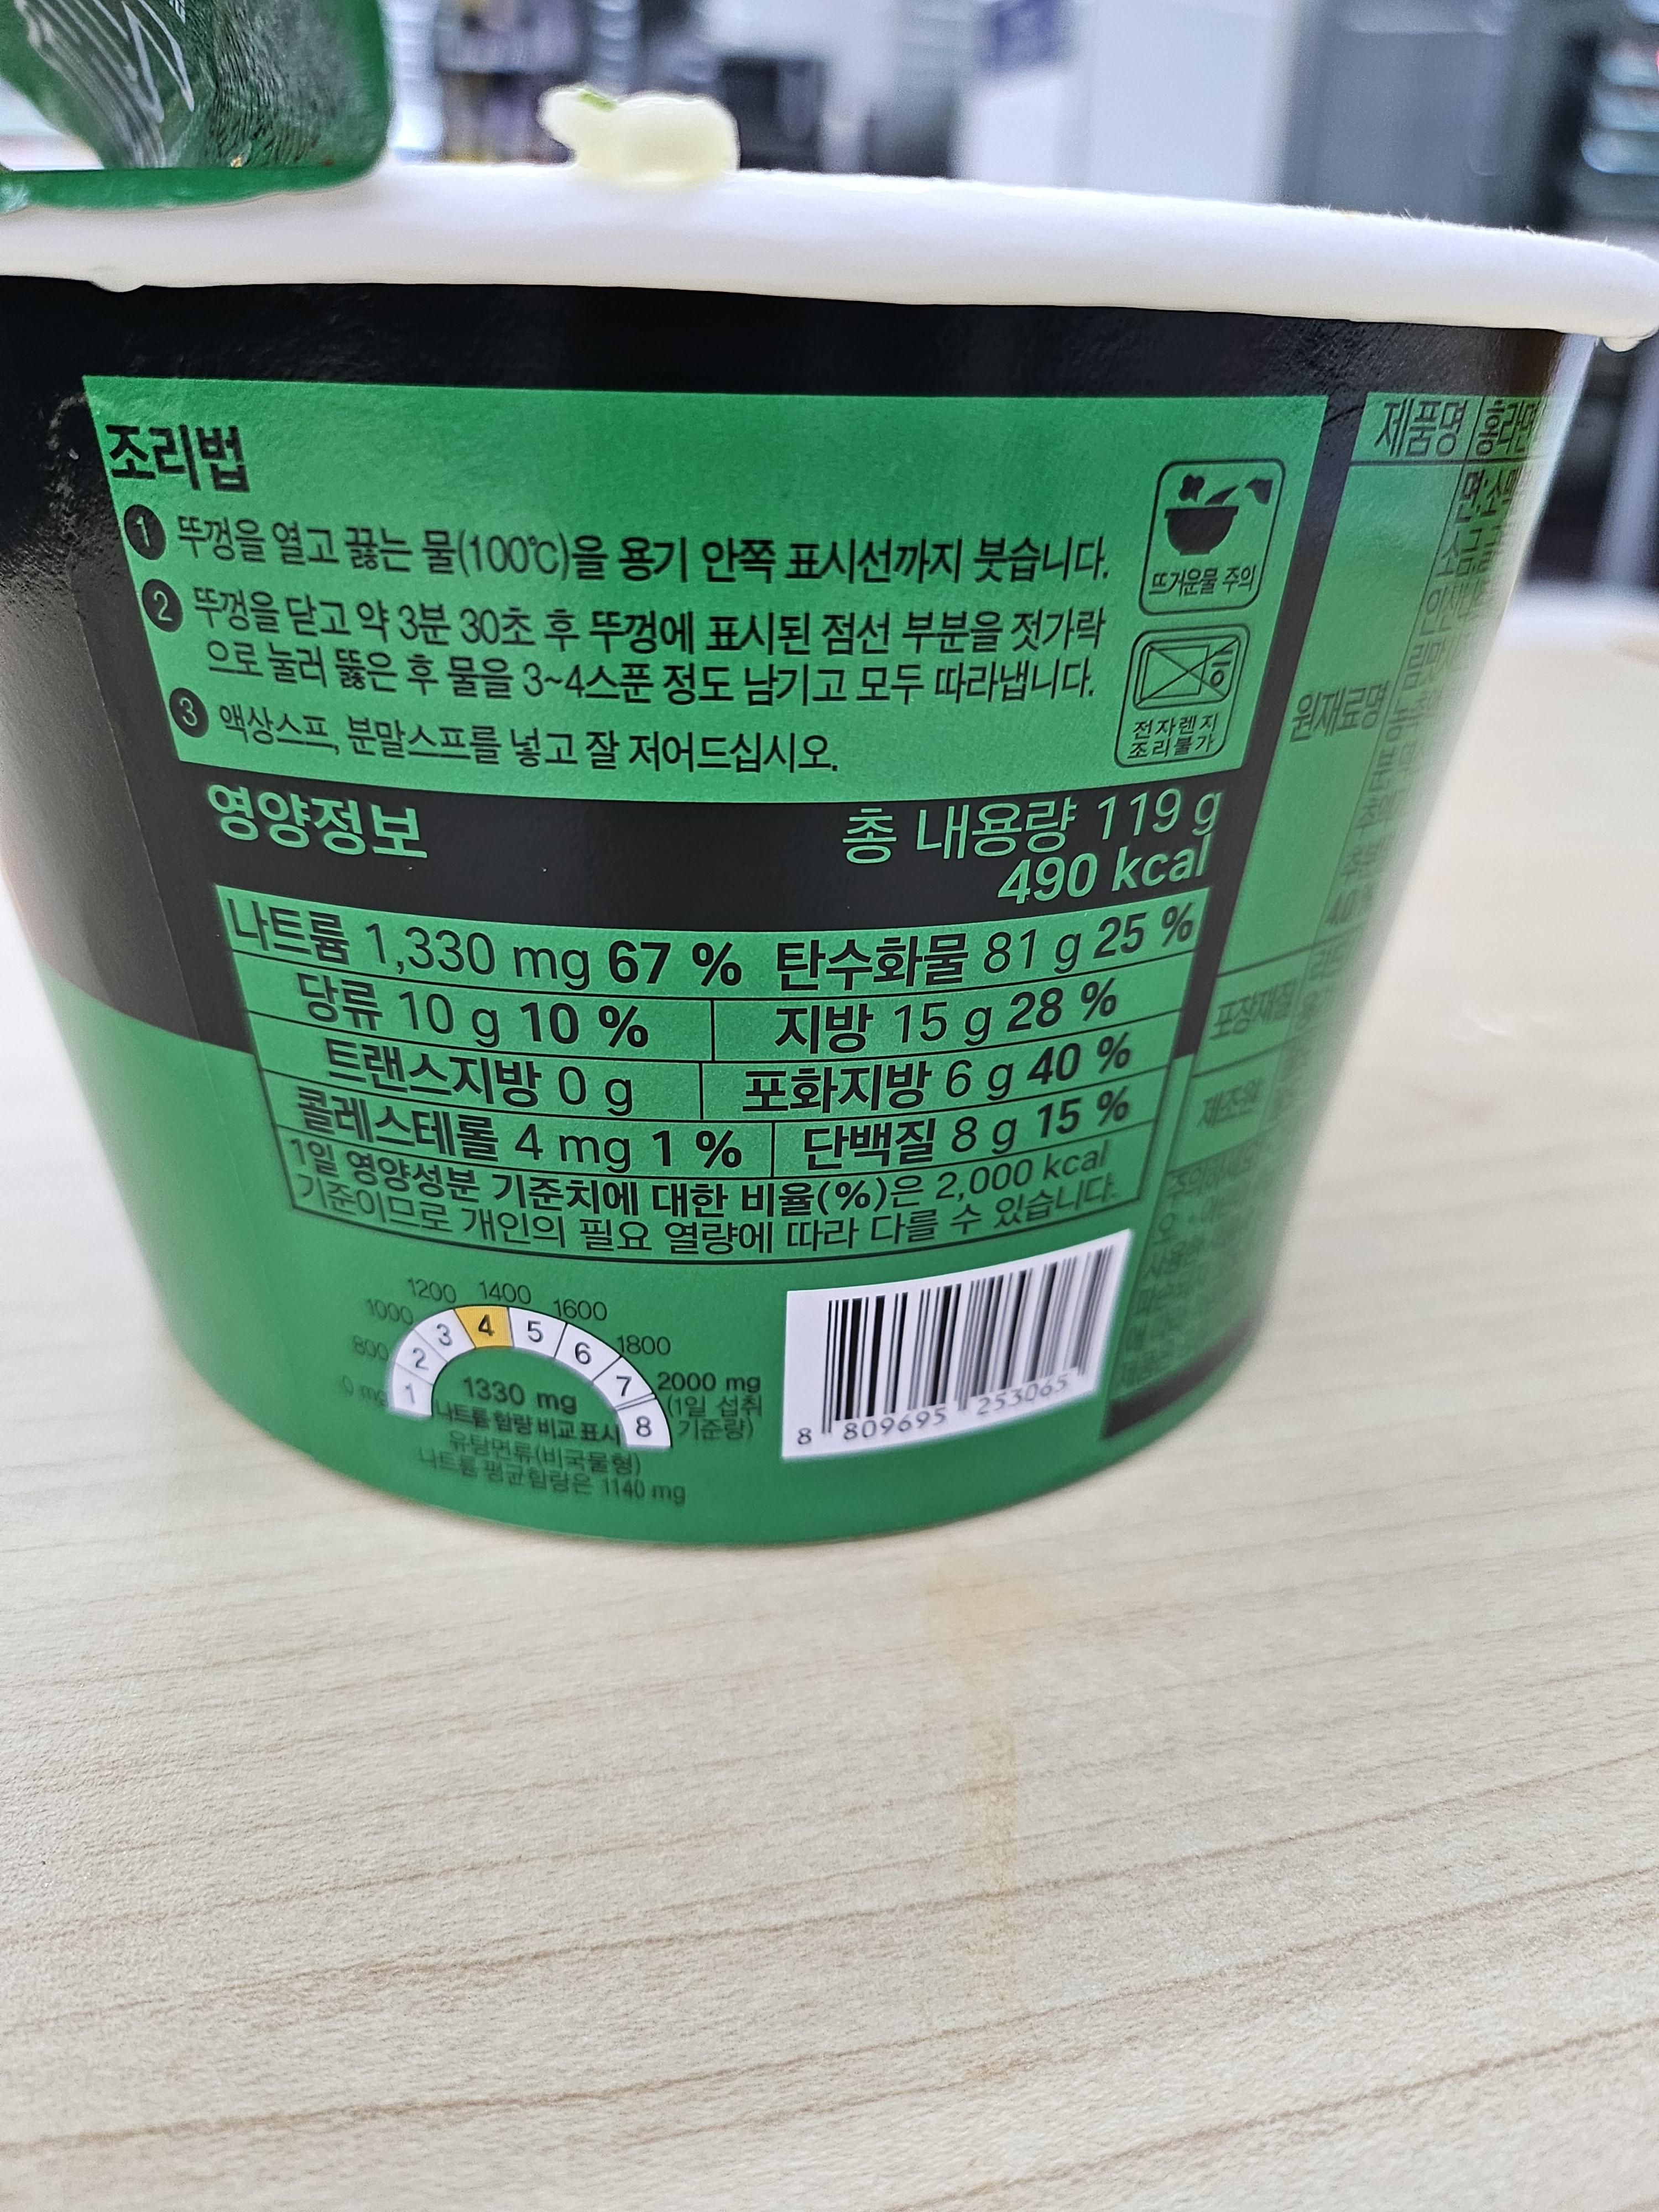 조리법
1 뚜껑을 열고 끓는 물(100℃)을 용기 안쪽 표시선까지 붓습니다.
2 뚜껑을 닫고 약 3분 30초 후 뚜껑에 표시된 점선 부분을 젓가락
으로 눌러 뚫은 후 물을 3~4스푼 정도 남기고 모두 따라냅니다.
3 액상스프, 분말스프를 넣고 잘 저어드십시오.
뜨거운물 주의
전자렌지
조리불가
영양정보
총 내용량 119 g
490 kcal
나트륨 1,330 mg 67 % 탄수화물 81 g 25 %
당류 10 g 10 % 지방 15 g 28 %
트랜스지방 0 g 포화지방 6 g 40 %
콜레스테롤 4 mg 1 % 단백질 8 g 15 %
1일 영양성분 기준치에 대한 비율(%)은 2,000 kcal
기준이므로 개인의 필요 열량에 따라 다를 수 있습니다.
0 mg 800 1000 1200 1400 1600 1800 2000 mg
(1일 섭취
기준량)
1 2 3 4 5 6 7 8
1330 mg
나트륨 함량 비교 표시
유탕면류(비국물형)
나트륨 평균함량은 1140 mg
8 809695 253065
제품명
원재료명
포장재질
제조원